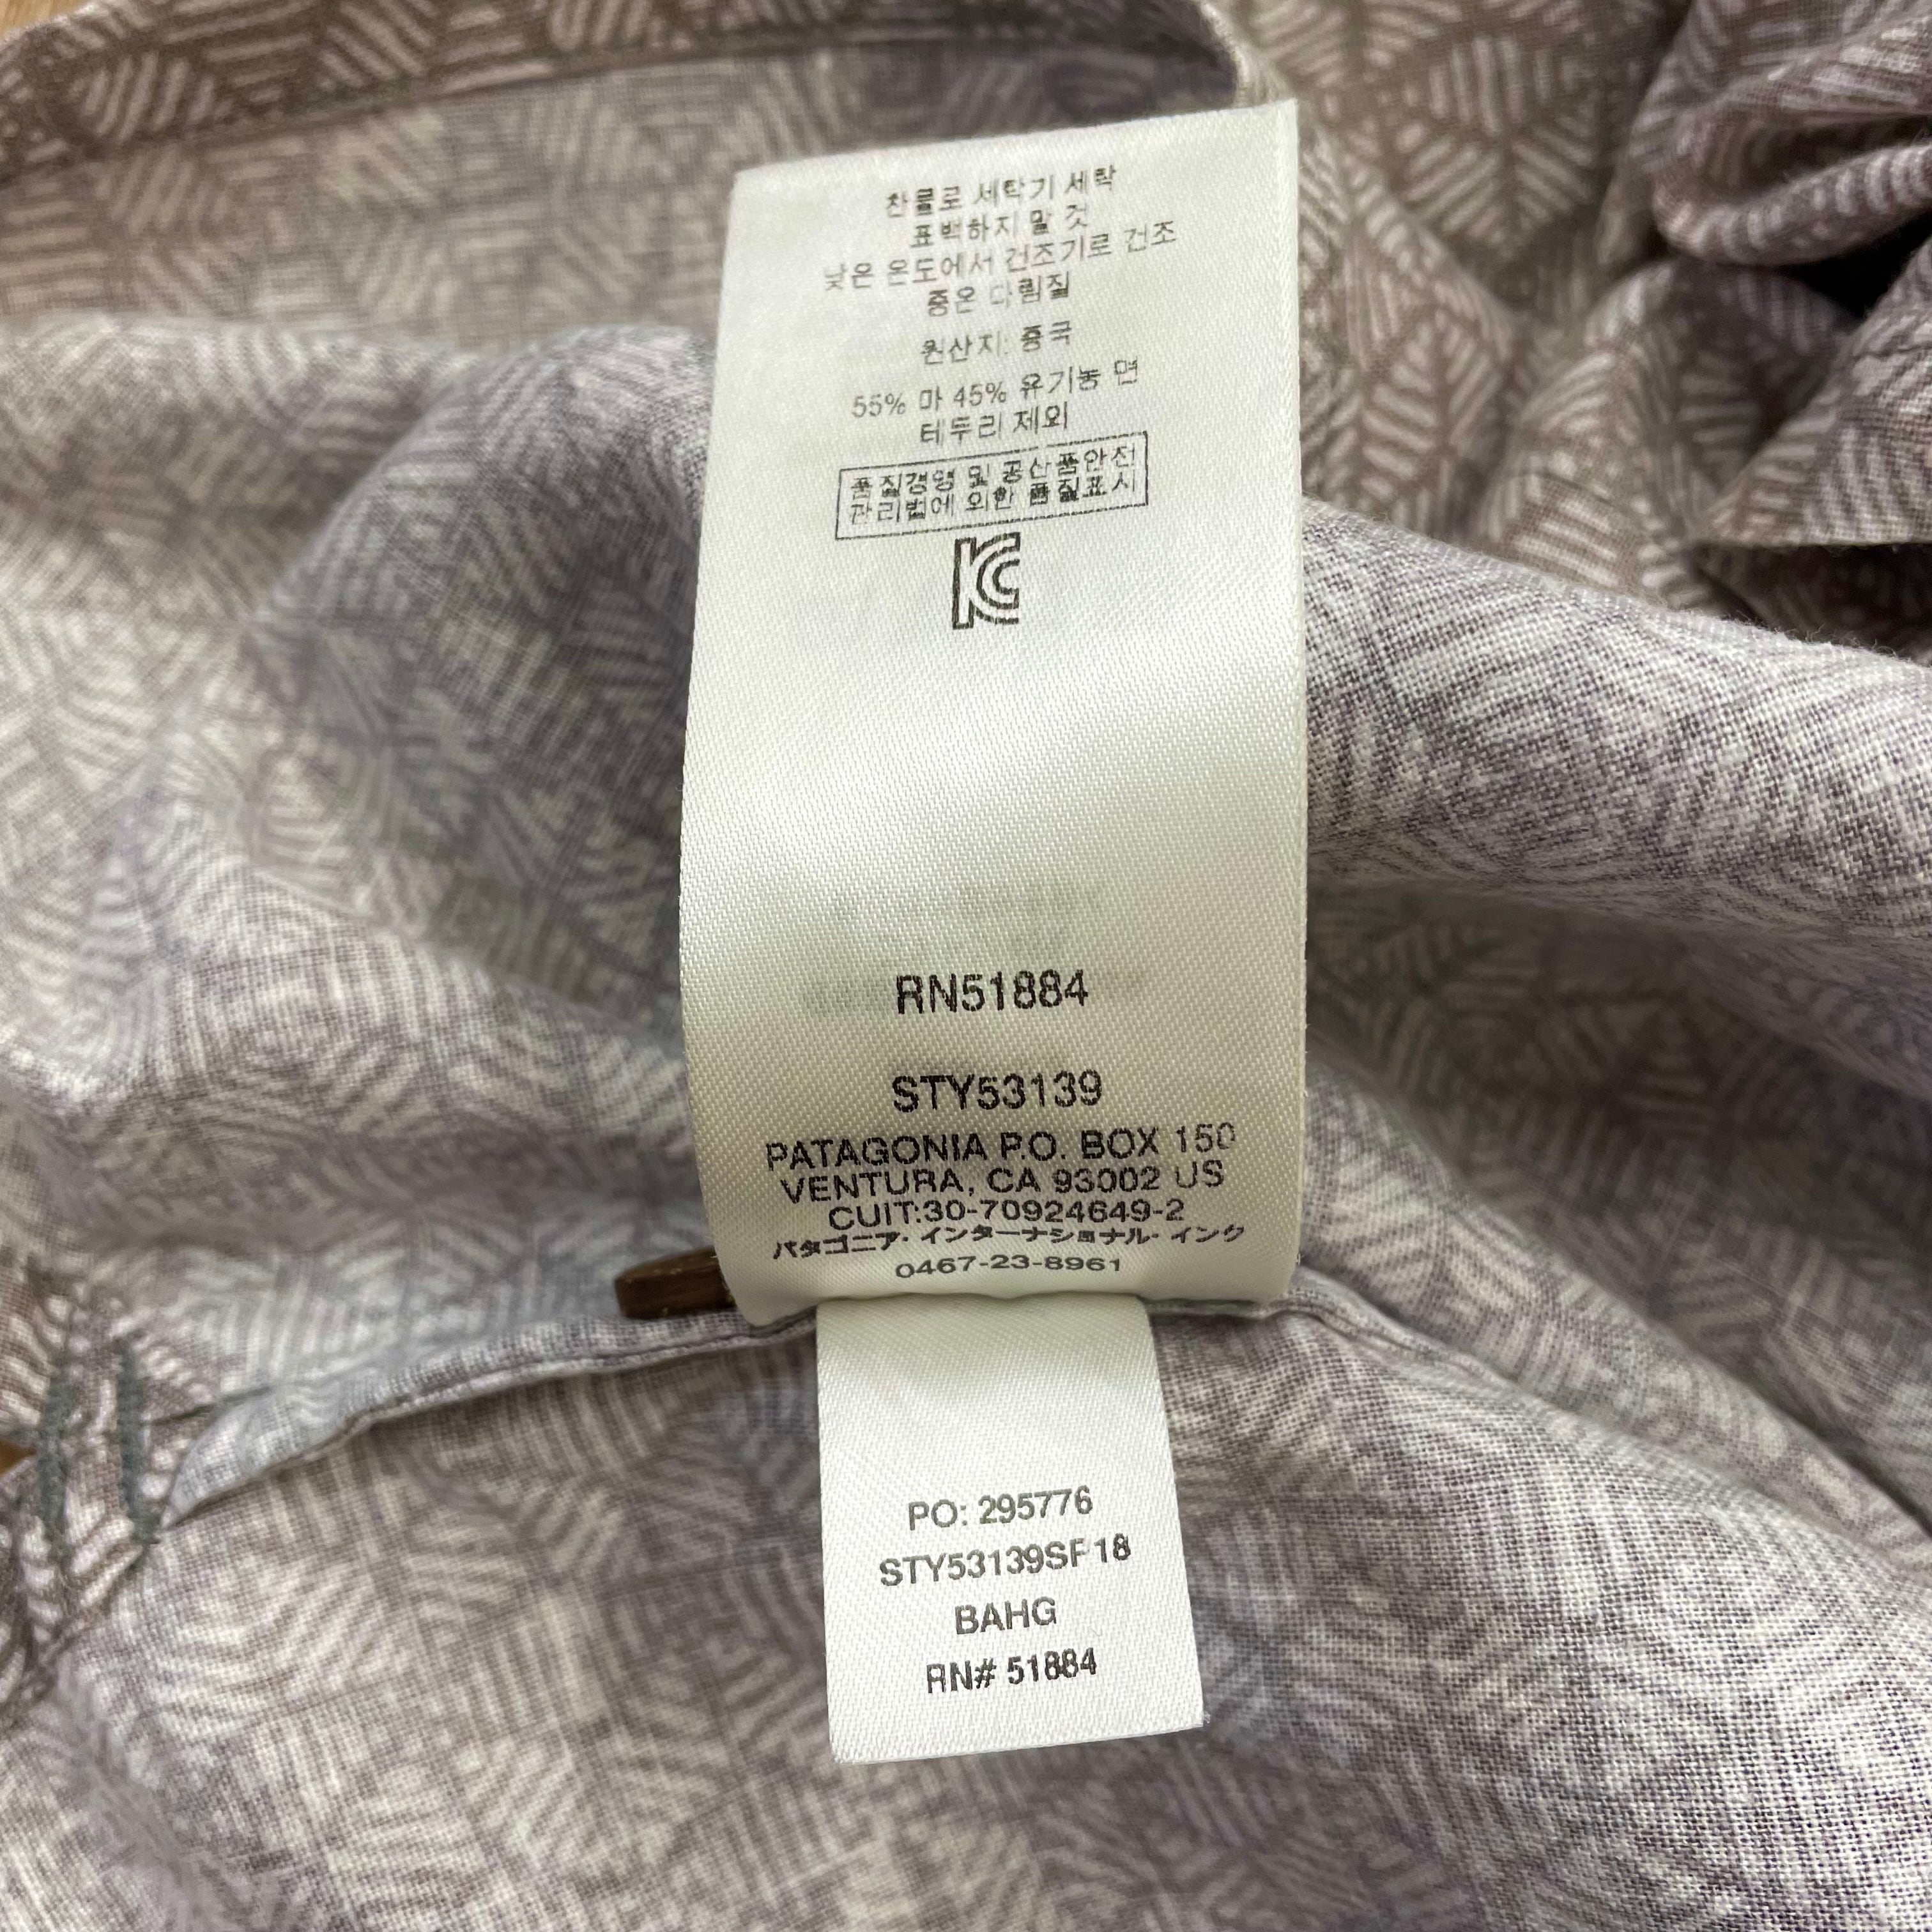 찬물로 세탁기 세탁
표백하지 말 것
낮은 온도에서 건조기로 건조
중온 다림질
원산지: 중국
55% 마 45% 유기농 면
테두리 제외
품질경영 및 공산품안전
관리법에 의한 품질표시
KC
RN51884
STY53139
PATAGONIA P.O. BOX 150
VENTURA, CA 93002 US
CUIT:30-70924649-2
パタゴニア・インターナショナル・インク
0467-23-8961
PO: 295776
STY53139SF18
BAHG
RN# 51884